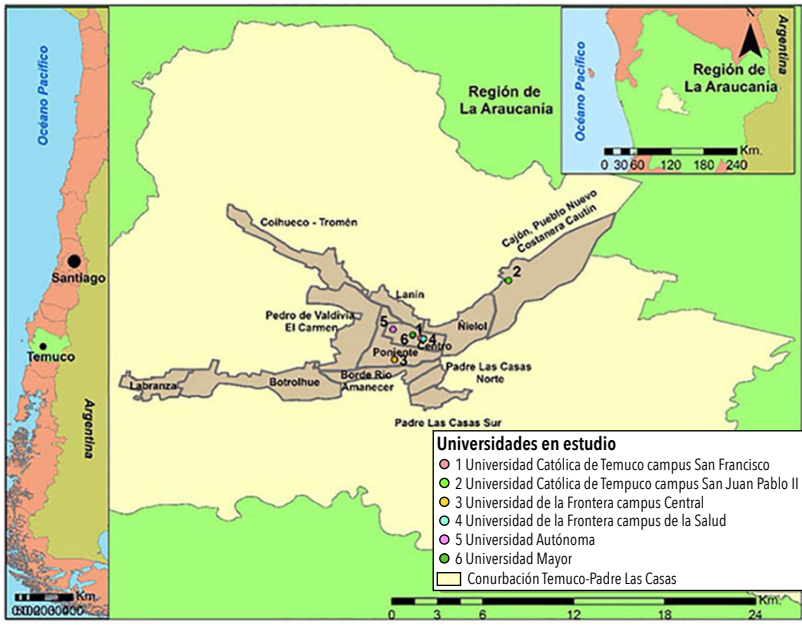 Océano Pacífico
Santiago
Temuco
Argentina
Km.
Región de
La Araucanía
Océano Pacífico
Argentina
N
Región de
La Araucanía
Km.
0 30 60 120 180 240
Coihueco - Tromén
Cajón, Pueblo Nuevo
Costanera Cautín
2
Lanín
Pedro de Valdivia
El Carmen
5
1
6
4
Ñielol
Centro
Poniente
3
Padre Las Casas
Norte
Borde Río
Amanecer
Botrolhue
Labranza
Padre Las Casas Sur
Universidades en estudio
1 Universidad Católica de Temuco campus San Francisco
2 Universidad Católica de Tempuco campus San Juan Pablo II
3 Universidad de la Frontera campus Central
4 Universidad de la Frontera campus de la Salud
5 Universidad Autónoma
6 Universidad Mayor
Conurbación Temuco-Padre Las Casas
Km.
0 3 6 12 18 24